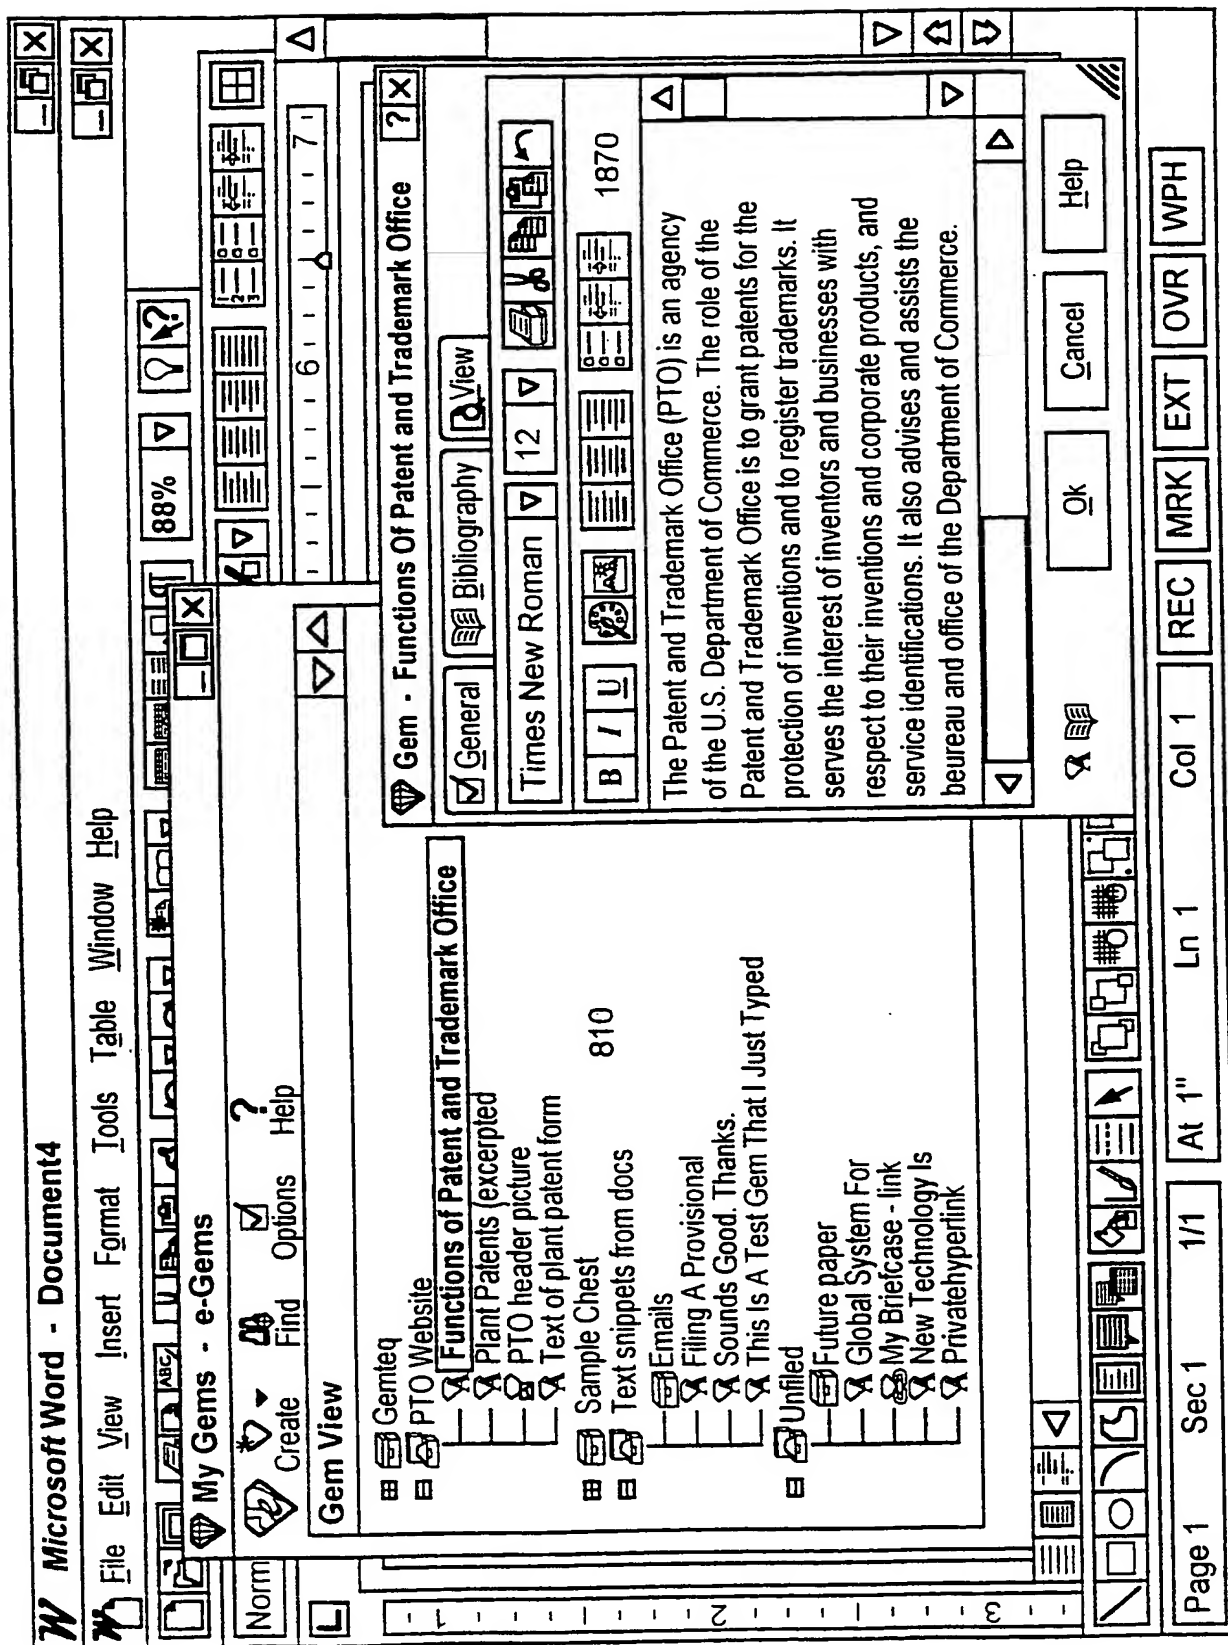 W Microsoft Word - Document4
File Edit View Insert Format Tools Table Window Help
ABC
88%
?
My Gems - e-Gems
Norm
Create Find Options Help
Gem View
6 7
1 2 3
Gemteq
PTO Website
Functions of Patent and Trademark Office
Plant Patents (excerpted
PTO header picture
Text of plant patent form
Sample Chest
810
Text snippets from docs
Emails
Filing A Provisional
Sounds Good. Thanks.
This Is A Test Gem That I Just Typed
Unfiled
Future paper
Global System For
My Briefcase - link
New Technology Is
Privatehyperlink
Gem - Functions Of Patent and Trademark Office
General Bibliography View
Times New Roman 12
B I U
1870
The Patent and Trademark Office (PTO) is an agency
of the U.S. Department of Commerce. The role of the
Patent and Trademark Office is to grant patents for the
protection of inventions and to register trademarks. It
serves the interest of inventors and businesses with
respect to their inventions and corporate products, and
service identifications. It also advises and assists the
beureau and office of the Department of Commerce.
Ok Cancel Help
L
1
2
3
Page 1 Sec 1 1/1 At 1" Ln 1 Col 1 REC MRK EXT OVR WPH